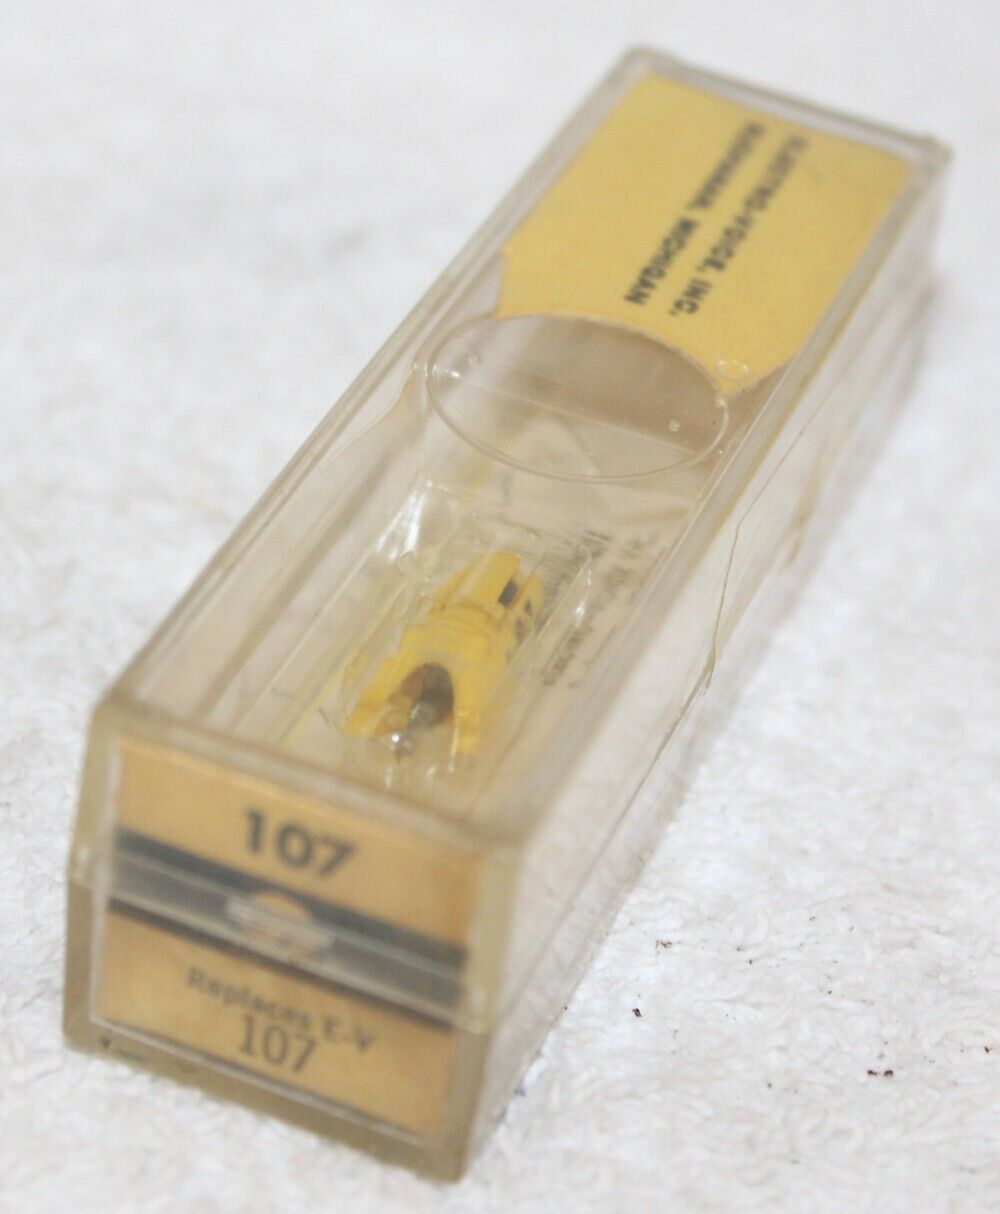 ELECTRO-VOICE, INC.
BUCHANAN, MICHIGAN
107
Replaces E-V
107